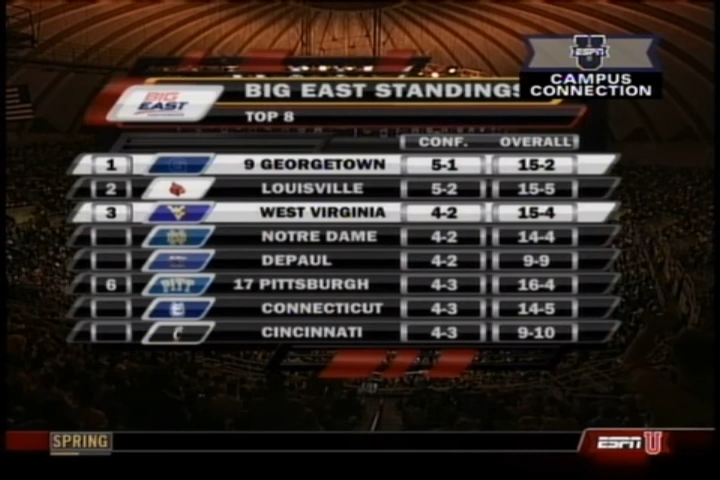 ESPN U
CAMPUS
CONNECTION
BIG EAST
BIG EAST STANDINGS
TOP 8
CONF. OVERALL
1 9 GEORGETOWN 5-1 15-2
2 LOUISVILLE 5-2 15-5
3 WEST VIRGINIA 4-2 15-4
NOTRE DAME 4-2 14-4
DEPAUL 4-2 9-9
6 PITT 17 PITTSBURGH 4-3 16-4
CONNECTICUT 4-3 14-5
CINCINNATI 4-3 9-10
SPRING
ESPN U